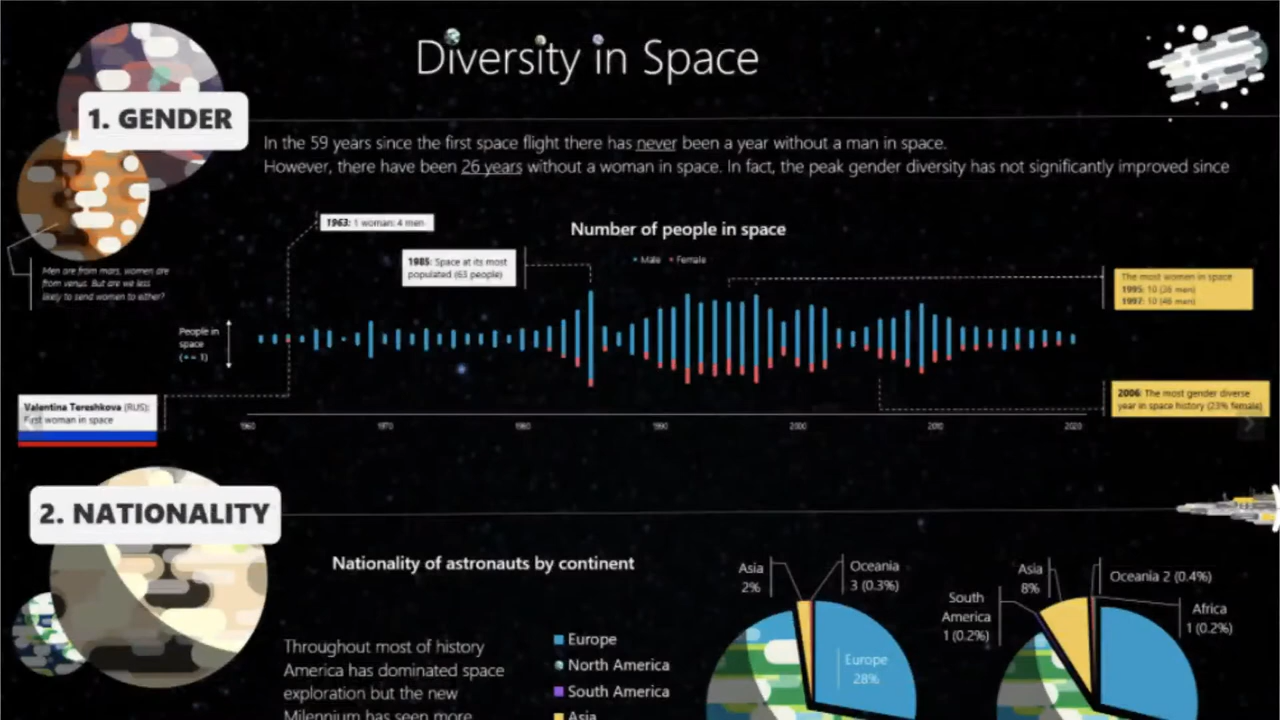 Diversity in Space
1. GENDER
In the 59 years since the first space flight there has never been a year without a man in space.
However, there have been 26 years without a woman in space. In fact, the peak gender diversity has not significantly improved since
1963: 1 woman: 4 men
Number of people in space
Male Female
1985: Space at its most
populated (63 people)
Men are from mars, women are
from venus. But are we less
likely to send women to either?
The most women in space:
1995: 10 (36 men)
1997: 10 (46 men)
People in
space
(• = 1)
Valentina Tereshkova (RUS):
First woman in space
2006: The most gender diverse
year in space history (23% female)
1960 1970 1980 1990 2000 2010 2020
2. NATIONALITY
Nationality of astronauts by continent
Throughout most of history
America has dominated space
exploration but the new
Millennium has seen more
Europe
North America
South America
Asia
Asia
2%
Oceania
3 (0.3%)
Europe
28%
South
America
1 (0.2%)
Asia
8%
Oceania 2 (0.4%)
Africa
1 (0.2%)